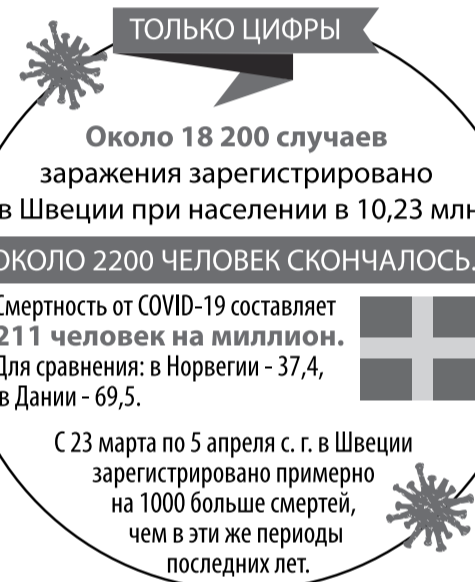 ТОЛЬКО ЦИФРЫ
Около 18 200 случаев
заражения зарегистрировано
в Швеции при населении в 10,23 млн
ОКОЛО 2200 ЧЕЛОВЕК СКОНЧАЛОСЬ.
Смертность от COVID-19 составляет
211 человек на миллион.
Для сравнения: в Норвегии - 37,4,
в Дании - 69,5.
С 23 марта по 5 апреля с. г. в Швеции
зарегистрировано примерно
на 1000 больше смертей,
чем в эти же периоды
последних лет.